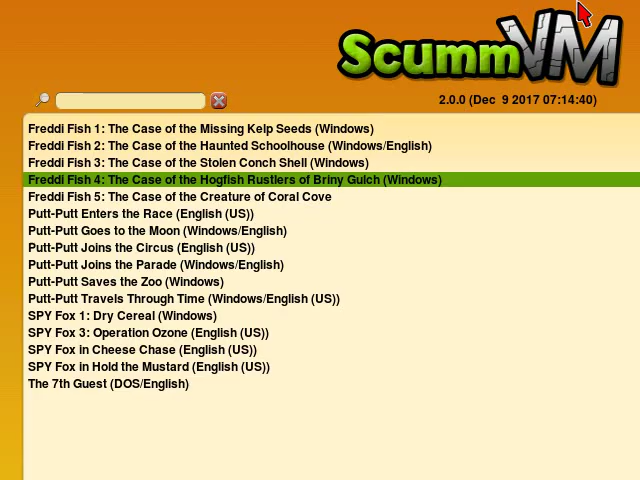 ScummVM
2.0.0 (Dec 9 2017 07:14:40)
Freddi Fish 1: The Case of the Missing Kelp Seeds (Windows)
Freddi Fish 2: The Case of the Haunted Schoolhouse (Windows/English)
Freddi Fish 3: The Case of the Stolen Conch Shell (Windows)
Freddi Fish 4: The Case of the Hogfish Rustlers of Briny Gulch (Windows)
Freddi Fish 5: The Case of the Creature of Coral Cove
Putt-Putt Enters the Race (English (US))
Putt-Putt Goes to the Moon (Windows/English)
Putt-Putt Joins the Circus (English (US))
Putt-Putt Joins the Parade (Windows/English)
Putt-Putt Saves the Zoo (Windows)
Putt-Putt Travels Through Time (Windows/English (US))
SPY Fox 1: Dry Cereal (Windows)
SPY Fox 3: Operation Ozone (English (US))
SPY Fox in Cheese Chase (English (US))
SPY Fox in Hold the Mustard (English (US))
The 7th Guest (DOS/English)